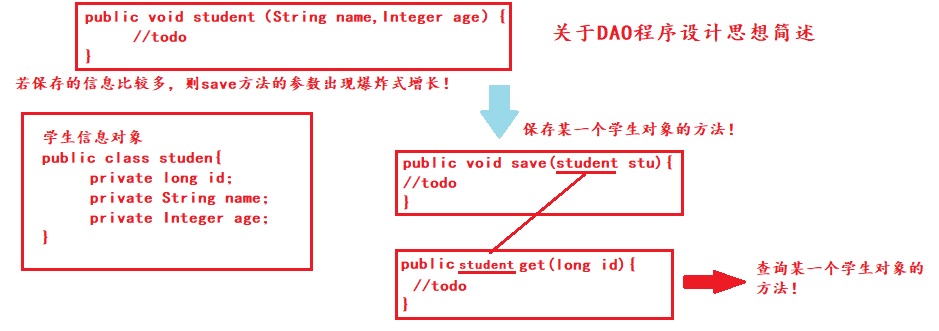 public void student (String name,Integer age) {
//todo
}
关于DAO程序设计思想简述
若保存的信息比较多，则save方法的参数出现爆炸式增长！
保存某一个学生对象的方法！
学生信息对象
public class studen{
private long id;
private String name;
private Integer age;
}
public void save(student stu){
//todo
}
public student get(long id){
//todo
}
查询某一个学生对象的
方法！